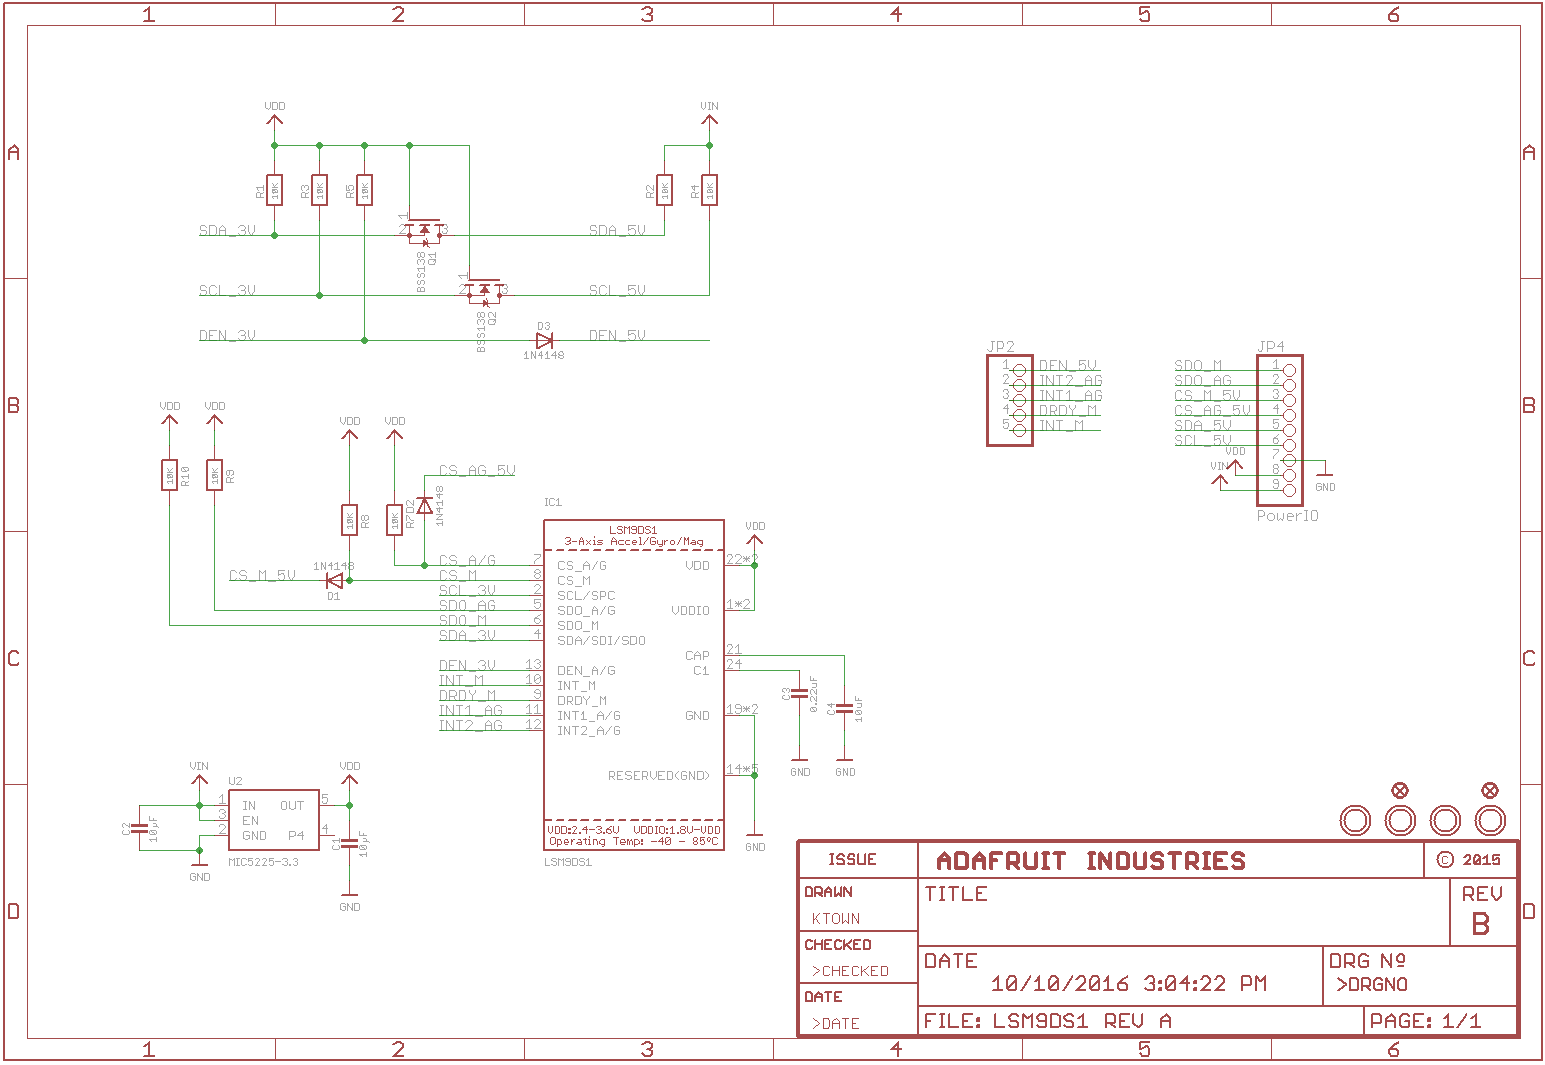 1 2 3 4 5 6
A A
B B
C C
D D
VDD
R1 10K
R3 10K
R5 10K
VIN
R2 10K
R4 10K
SDA_3V
1
2 3
BSS138
Q1
SDA_5V
SCL_3V
1
2 3
BSS138
Q2
SCL_5V
DEN_3V
D3
1N4148
DEN_5V
JP2
1 DEN_5V
2 INT2_AG
3 INT1_AG
4 DRDY_M
5 INT_M
JP4
SDO_M 1
SDO_AG 2
CS_M_5V 3
CS_AG_5V 4
SDA_5V 5
SCL_5V 6
7
VDD 8
VIN 9
GND
PowerIO
VDD
10K R10
VDD
10K R9
VDD
10K R8
VDD
10K R7
D2
1N4148
CS_AG_5V
CS_M_5V
1N4148
D1
IC1
LSM9DS1
3-Axis Accel/Gyro/Mag
CS_A/G 7 CS_A/G
CS_M 8 CS_M
SCL_3V 2 SCL/SPC
SDO_AG 5 SDO_A/G
SDO_M 6 SDO_M
SDA_3V 4 SDA/SDI/SDO
DEN_3V 13 DEN_A/G
INT_M 10 INT_M
DRDY_M 9 DRDY_M
INT1_AG 11 INT1_A/G
INT2_AG 12 INT2_A/G
VDD
VDD 22*2
VDDIO 1*2
CAP 21
C1 24
GND 19*2
RESERVED(GND) 14*5
C3 0.22uF
C4 10uF
GND
GND
GND
VDD:2.4-3.6V VDDIO:1.8V-VDD
Operating Temp: -40 - 85°C
LSM9DS1
VIN
U2
VDD
1 IN OUT 5
3 EN
2 GND P4 4
C2 10µF
C1 10µF
MIC5225-3.3
GND
GND
ISSUE
ADAFRUIT INDUSTRIES
© 2015
DRAWN
KTOWN
TITLE
REV
B
CHECKED
>CHECKED
DATE
10/10/2016 3:04:22 PM
DRG Nº
>DRGNO
DATE
>DATE
FILE: LSM9DS1 REV A
PAGE: 1/1
1 2 3 4 5 6